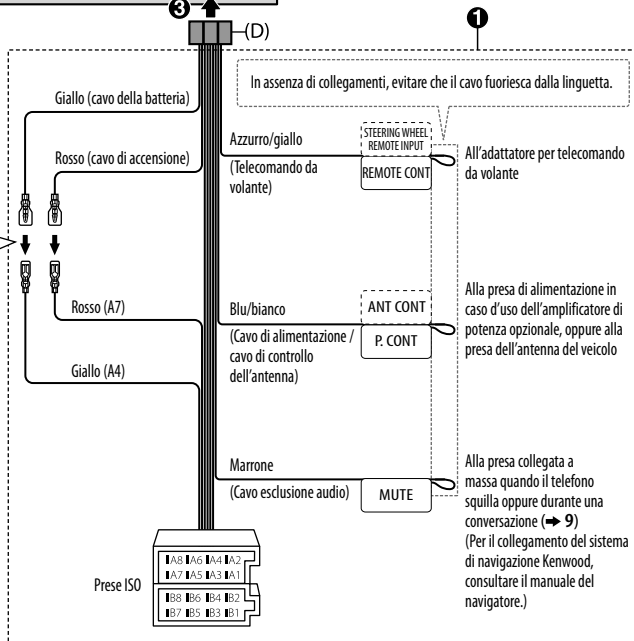 ❸
(D)
❶
In assenza di collegamenti, evitare che il cavo fuoriesca dalla linguetta.
Giallo (cavo della batteria)
Rosso (cavo di accensione)
Azzurro/giallo
(Telecomando da
volante)
STEERING WHEEL
REMOTE INPUT
REMOTE CONT
All'adattatore per telecomando
da volante
Rosso (A7)
Giallo (A4)
Blu/bianco
(Cavo di alimentazione /
cavo di controllo
dell'antenna)
ANT CONT
P. CONT
Alla presa di alimentazione in
caso d'uso dell'amplificatore di
potenza opzionale, oppure alla
presa dell'antenna del veicolo
Marrone
(Cavo esclusione audio)
MUTE
Alla presa collegata a
massa quando il telefono
squilla oppure durante una
conversazione (➜ 9)
(Per il collegamento del sistema
di navigazione Kenwood,
consultare il manuale del
navigatore.)
Prese ISO
A8 A6 A4 A2
A7 A5 A3 A1
B8 B6 B4 B2
B7 B5 B3 B1